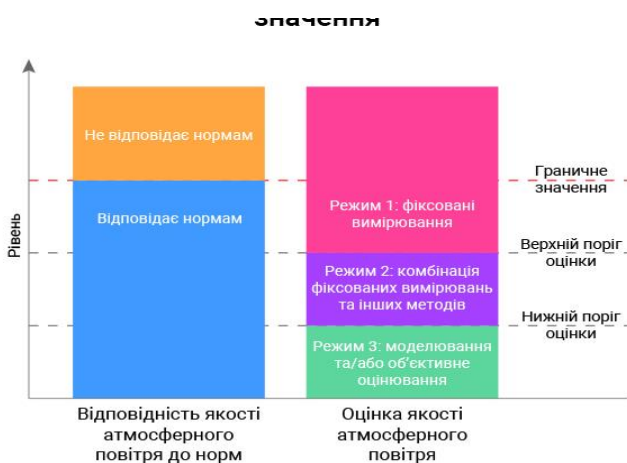 значення
Не відповідає нормам
Відповідає нормам
Режим 1: фіксовані
вимірювання
Режим 2: комбінація
фіксованих вимірювань
та інших методів
Режим 3: моделювання
та/або об’єктивне
оцінювання
Граничне
значення
Верхній поріг
оцінки
Нижній поріг
оцінки
Рівень
Відповідність якості
атмосферного
повітря до норм
Оцінка якості
атмосферного
повітря